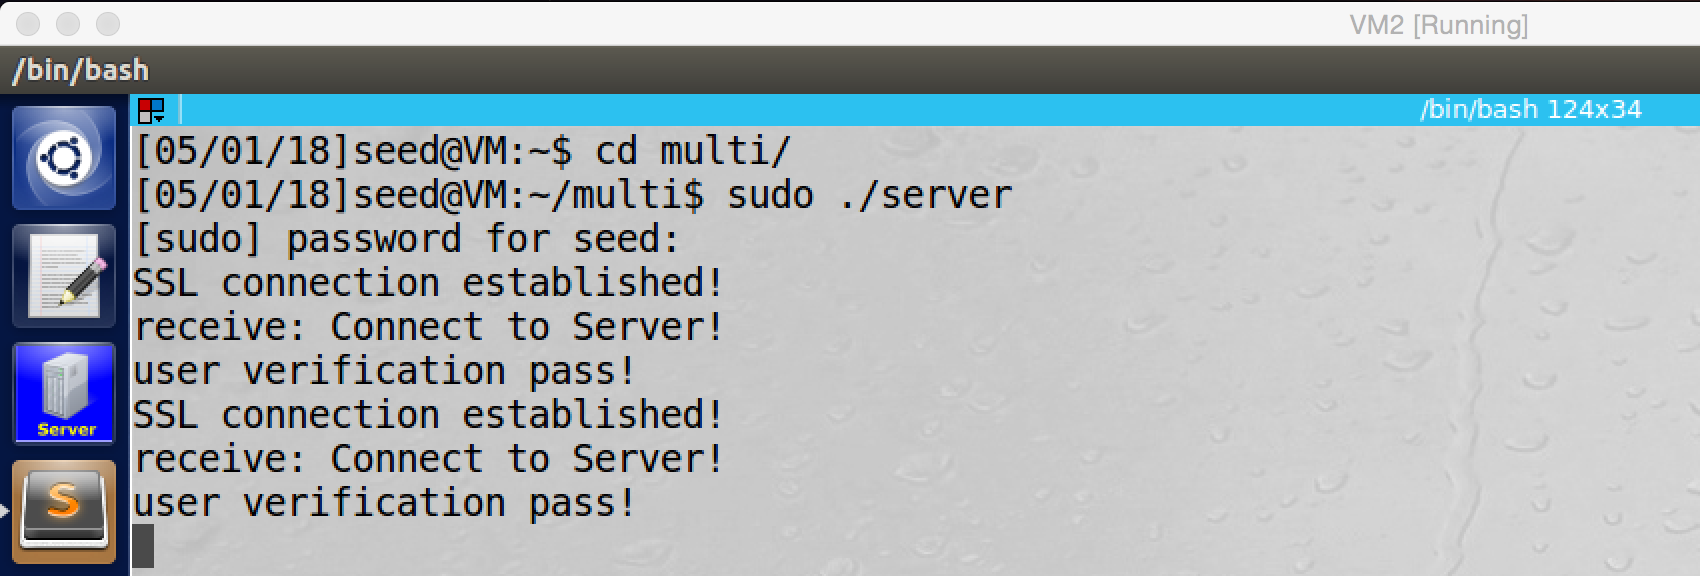 VM2 [Running]
/bin/bash
/bin/bash 124x34
[05/01/18]seed@VM:~$ cd multi/
[05/01/18]seed@VM:~/multi$ sudo ./server
[sudo] password for seed:
SSL connection established!
receive: Connect to Server!
user verification pass!
SSL connection established!
receive: Connect to Server!
user verification pass!
Server
S